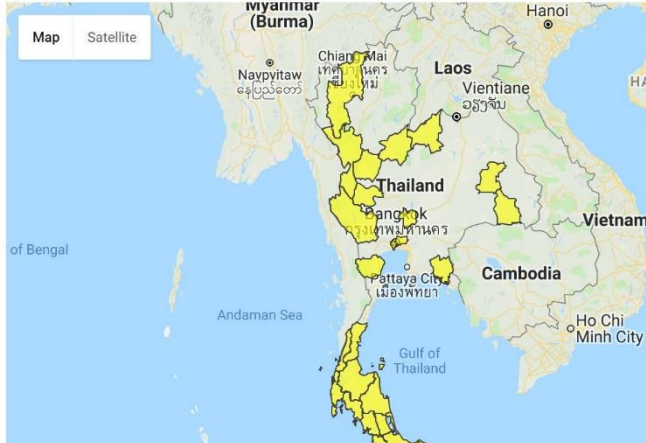 Map
Satellite
Myanmar
(Burma)
Hanoi
Chiang Mai
Laos
Naypyitaw
နေပြည်တော်
Vientiane
ວຽງຈັນ
Thailand
Bangkok
กรุงเทพมหานคร
Vietnam
of Bengal
Pattaya City
เมืองพัทยา
Cambodia
Andaman Sea
Gulf of
Thailand
Ho Chi
Minh City